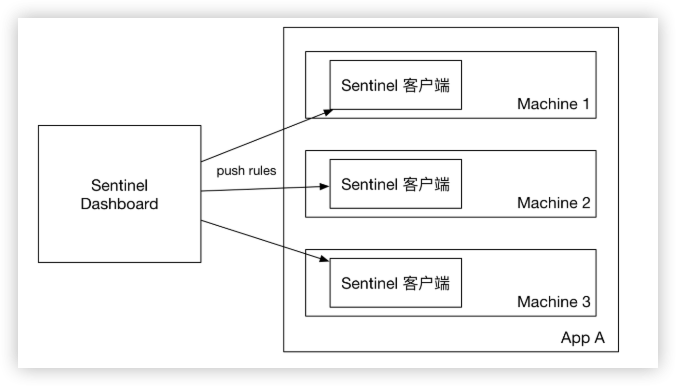 Sentinel
Dashboard
push rules
Sentinel 客户端
Machine 1
Sentinel 客户端
Machine 2
Sentinel 客户端
Machine 3
App A